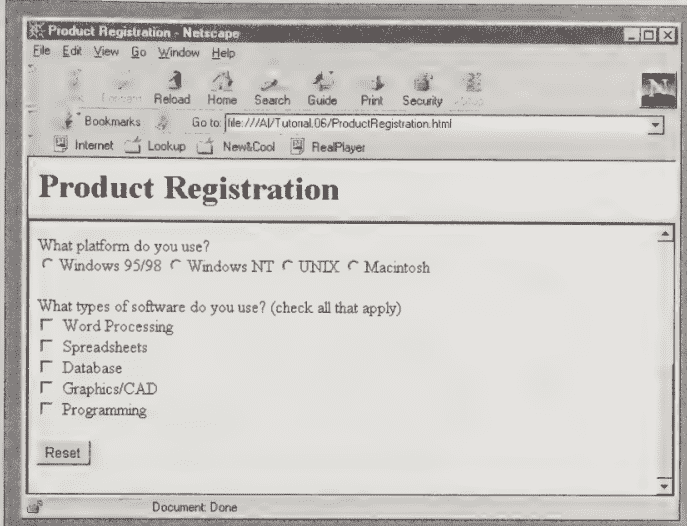 Product Registration - Netscape
File Edit View Go Window Help
Reload Home Search Guide Print Security
Bookmarks Go to: file:///A|/Tutorial.06/ProductRegistration.html
Internet Lookup New&Cool RealPlayer
N
Product Registration
What platform do you use?
Windows 95/98 Windows NT UNIX Macintosh
What types of software do you use? (check all that apply)
Word Processing
Spreadsheets
Database
Graphics/CAD
Programming
Reset
Document: Done